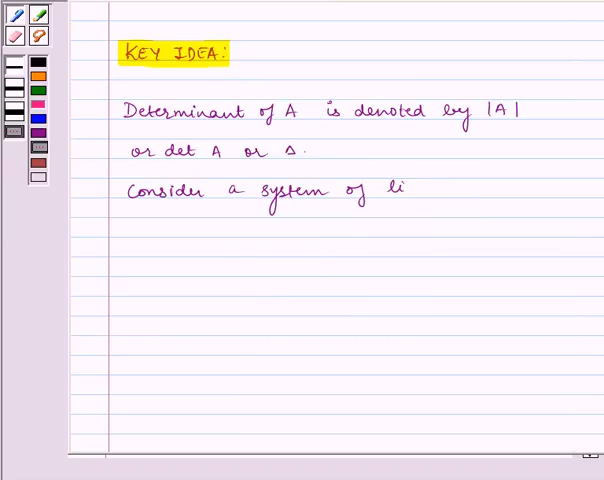 KEY IDEA:
Determinant of A is denoted by |A|
or det A or Δ.
Consider a system of li